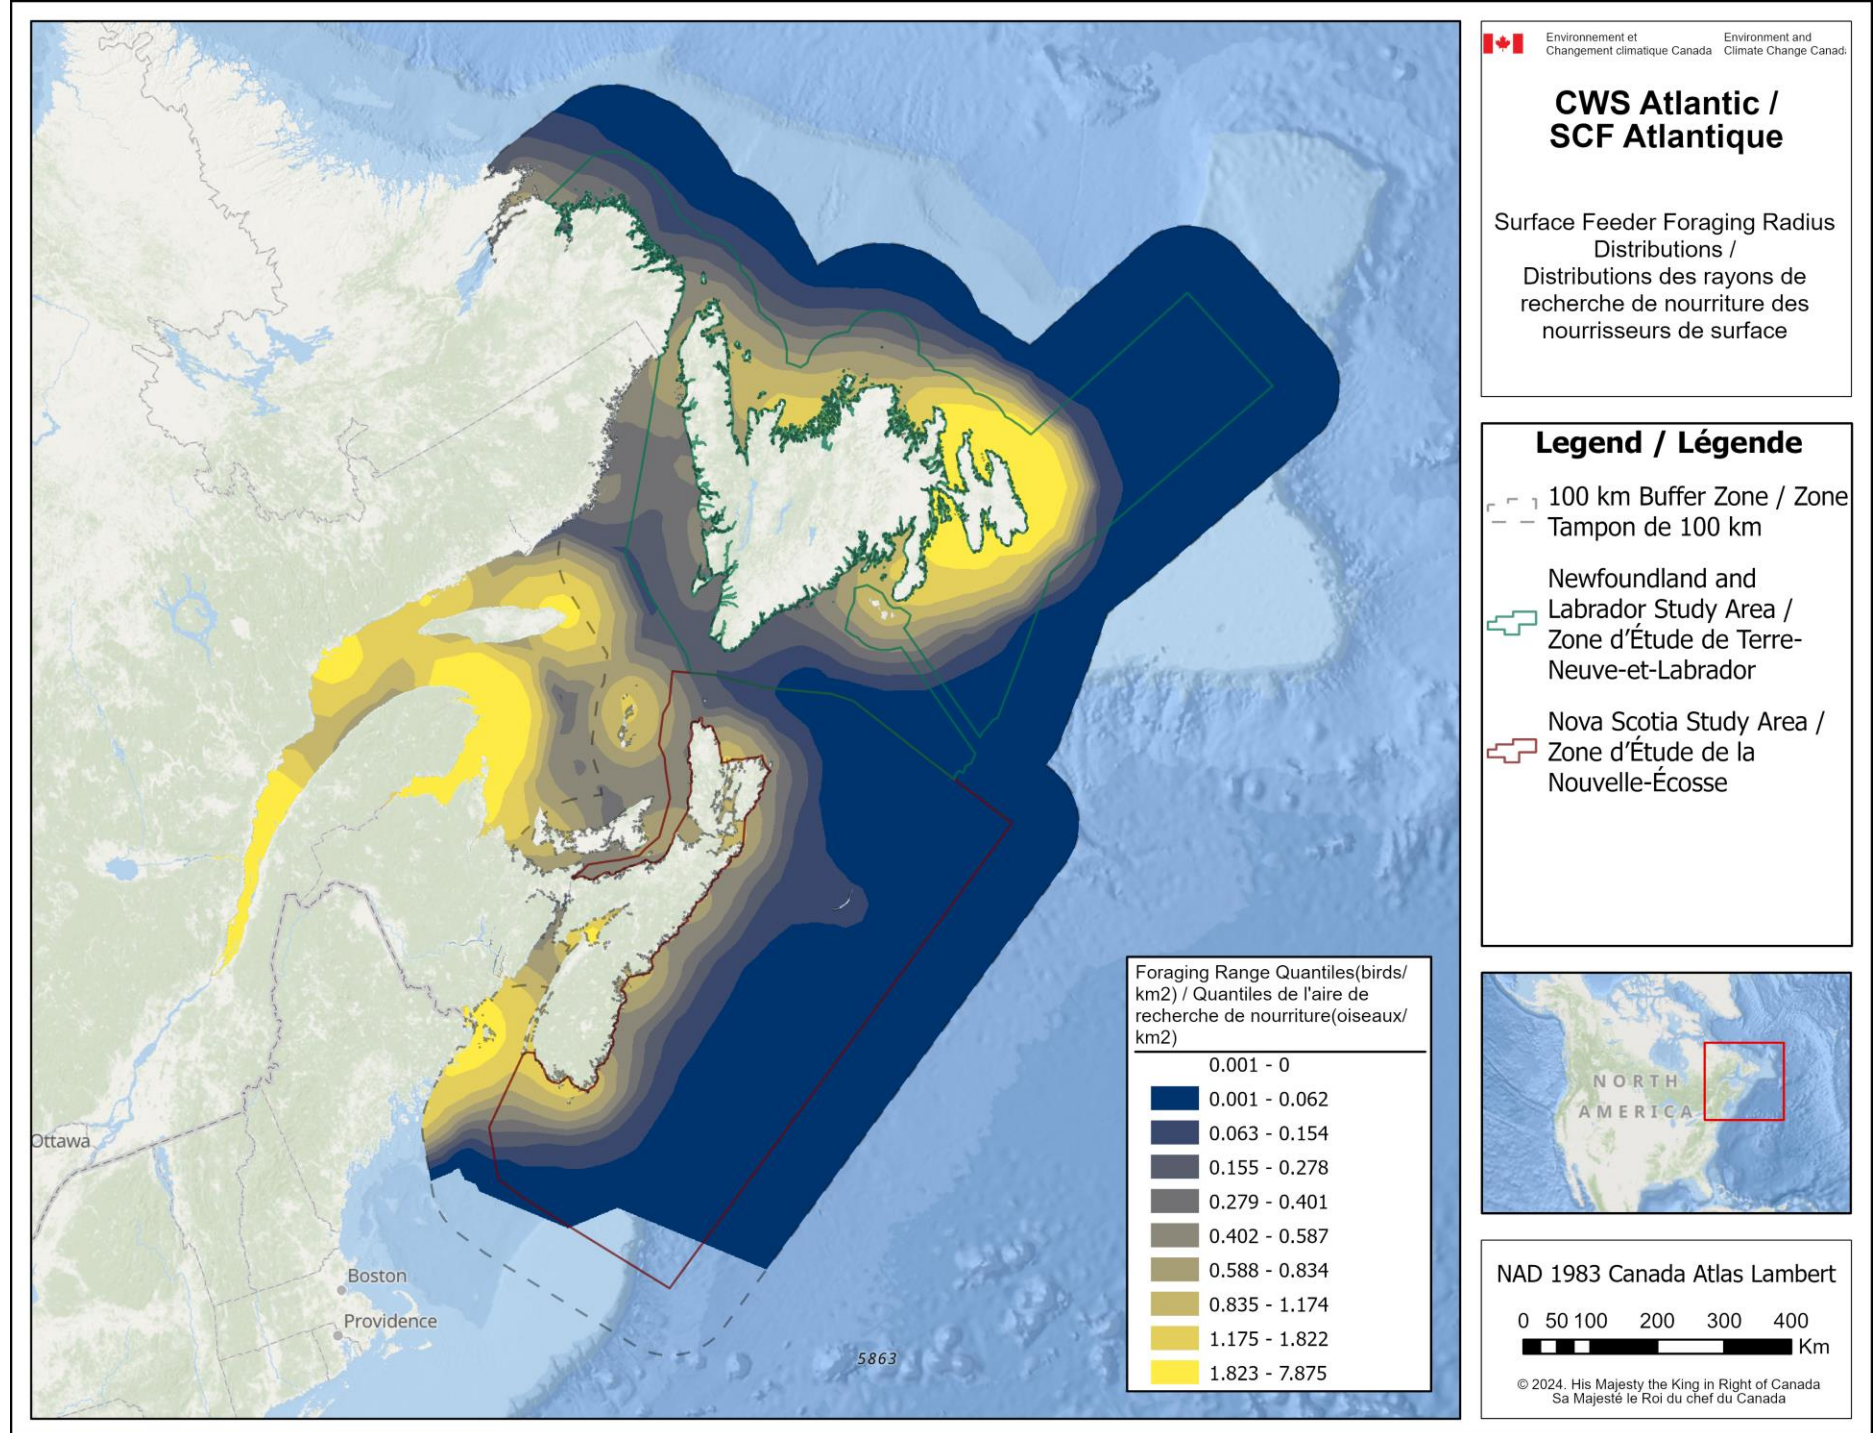 Environnement et
Changement climatique Canada
Environment and
Climate Change Canad
CWS Atlantic /
SCF Atlantique
Surface Feeder Foraging Radius
Distributions /
Distributions des rayons de
recherche de nourriture des
nourrisseurs de surface
Legend / Légende
100 km Buffer Zone / Zone
Tampon de 100 km
Newfoundland and
Labrador Study Area /
Zone d'Étude de Terre-
Neuve-et-Labrador
Nova Scotia Study Area /
Zone d'Étude de la
Nouvelle-Écosse
Foraging Range Quantiles(birds/
km2) / Quantiles de l'aire de
recherche de nourriture(oiseaux/
km2)
0.001 - 0
0.001 - 0.062
0.063 - 0.154
0.155 - 0.278
0.279 - 0.401
0.402 - 0.587
0.588 - 0.834
0.835 - 1.174
1.175 - 1.822
1.823 - 7.875
Ottawa
Boston
Providence
5863
NORTH
AMERICA
NAD 1983 Canada Atlas Lambert
0 50 100 200 300 400
Km
© 2024. His Majesty the King in Right of Canada
Sa Majesté le Roi du chef du Canada